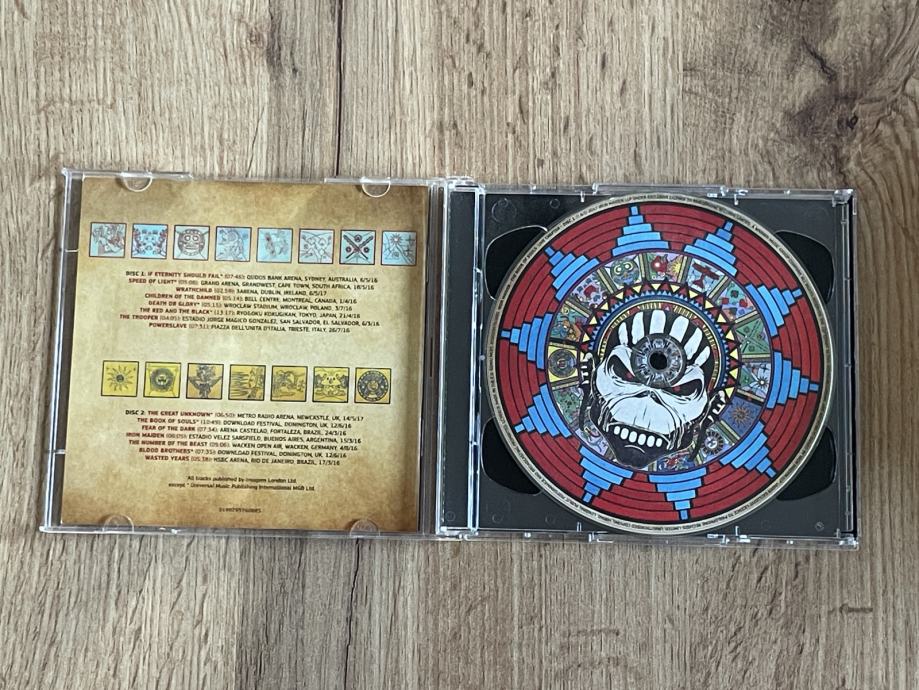 DISC 1: IF ETERNITY SHOULD FAIL* (07:46): QUDOS BANK ARENA, SYDNEY, AUSTRALIA, 6/5/16
SPEED OF LIGHT* (05:08): GRAND ARENA, GRANDWEST, CAPE TOWN, SOUTH AFRICA, 18/5/16
WRATHCHILD (02:59): 3ARENA, DUBLIN, IRELAND, 6/5/17
CHILDREN OF THE DAMNED (05:14): BELL CENTRE, MONTREAL, CANADA, 1/4/16
DEATH OR GLORY* (05:15): WROCLAW STADIUM, WROCLAW, POLAND, 3/7/16
THE RED AND THE BLACK* (13:17): RYOGOKU KOKUGIKAN, TOKYO, JAPAN, 21/4/16
THE TROOPER (04:05): ESTADIO JORGE MAGICO GONZALEZ, SAN SALVADOR, EL SALVADOR, 6/3/16
POWERSLAVE (07:31): PIAZZA DELL'UNITA D'ITALIA, TRIESTE, ITALY, 26/7/16
DISC 2: THE GREAT UNKNOWN* (06:50): METRO RADIO ARENA, NEWCASTLE, UK, 14/5/17
THE BOOK OF SOULS* (10:49): DOWNLOAD FESTIVAL, DONINGTON, UK, 12/6/16
FEAR OF THE DARK (07:34): ARENA CASTELAO, FORTALEZA, BRAZIL, 24/3/16
IRON MAIDEN (06:05): ESTADIO VELEZ SARSFIELD, BUENOS AIRES, ARGENTINA, 15/3/16
THE NUMBER OF THE BEAST (05:06): WACKEN OPEN AIR, WACKEN, GERMANY, 4/8/16
BLOOD BROTHERS* (07:35): DOWNLOAD FESTIVAL, DONINGTON, UK, 12/6/16
WASTED YEARS (05:38): HSBC ARENA, RIO DE JANEIRO, BRAZIL, 17/3/16
All tracks published by Imagem London Ltd.
except * Universal Music Publishing International MGB Ltd.
0190295760885